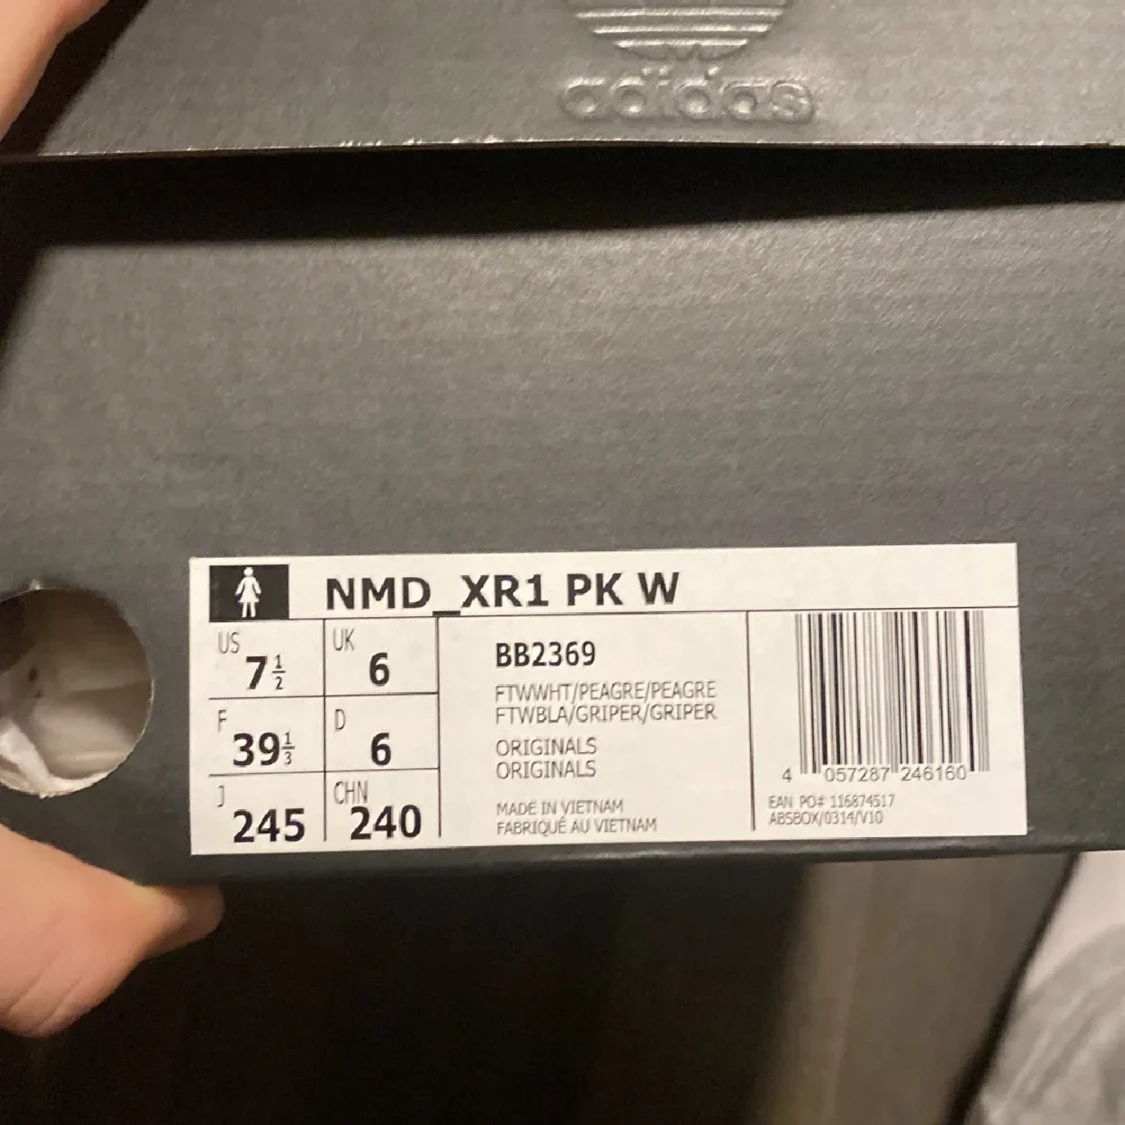 adidas
NMD_XR1 PK W
US 7½ UK 6
F 39⅓ D 6
J 245 CHN 240
BB2369
FTWWHT/PEAGRE/PEAGRE
FTWBLA/GRIPER/GRIPER
ORIGINALS
ORIGINALS
MADE IN VIETNAM
FABRIQUÉ AU VIETNAM
4 057287 246160
EAN PO# 116874517
ABSBOX/0314/V10